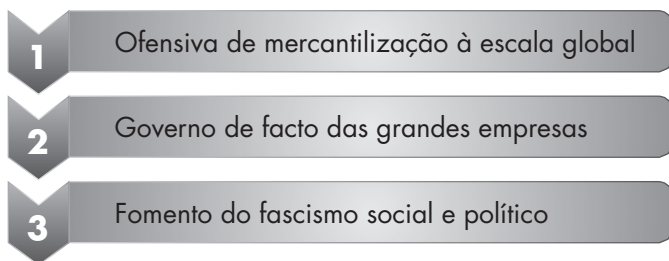 1 Ofensiva de mercantilização à escala global
2 Governo de facto das grandes empresas
3 Fomento do fascismo social e político